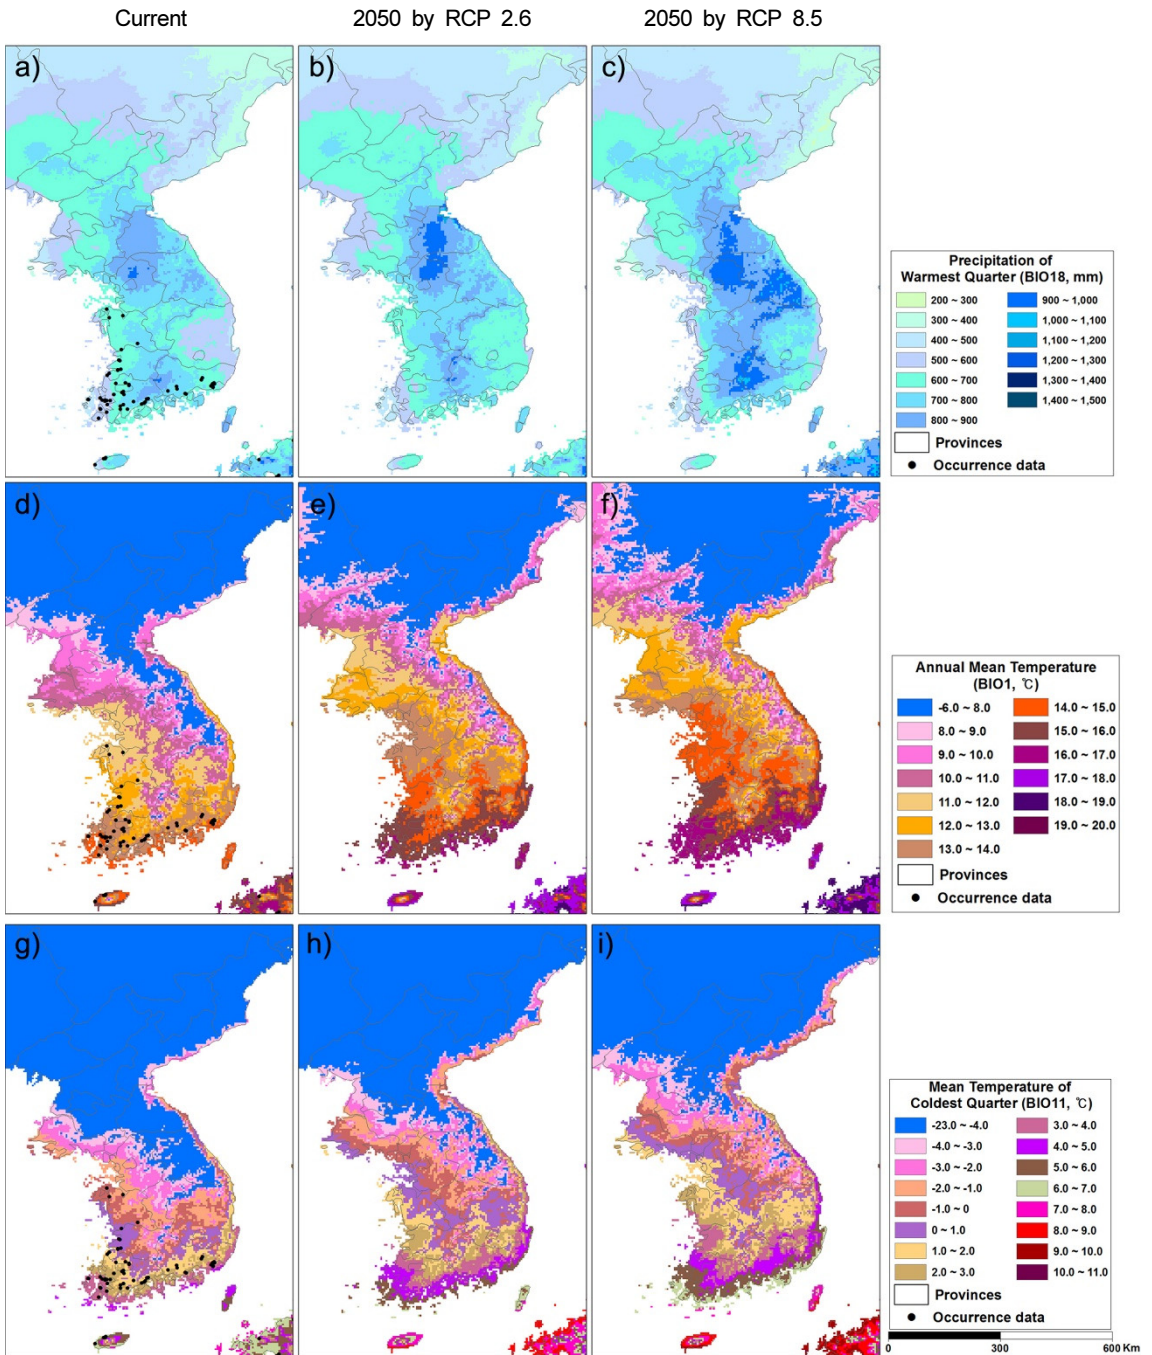 Current
2050 by RCP 2.6
2050 by RCP 8.5
a)
b)
c)
Precipitation of
Warmest Quarter (BIO18, mm)
200 ~ 300
300 ~ 400
400 ~ 500
500 ~ 600
600 ~ 700
700 ~ 800
800 ~ 900
900 ~ 1,000
1,000 ~ 1,100
1,100 ~ 1,200
1,200 ~ 1,300
1,300 ~ 1,400
1,400 ~ 1,500
Provinces
Occurrence data
d)
e)
f)
Annual Mean Temperature
(BIO1, ℃)
-6.0 ~ 8.0
8.0 ~ 9.0
9.0 ~ 10.0
10.0 ~ 11.0
11.0 ~ 12.0
12.0 ~ 13.0
13.0 ~ 14.0
14.0 ~ 15.0
15.0 ~ 16.0
16.0 ~ 17.0
17.0 ~ 18.0
18.0 ~ 19.0
19.0 ~ 20.0
Provinces
Occurrence data
g)
h)
i)
Mean Temperature of
Coldest Quarter (BIO11, ℃)
-23.0 ~ -4.0
-4.0 ~ -3.0
-3.0 ~ -2.0
-2.0 ~ -1.0
-1.0 ~ 0
0 ~ 1.0
1.0 ~ 2.0
2.0 ~ 3.0
3.0 ~ 4.0
4.0 ~ 5.0
5.0 ~ 6.0
6.0 ~ 7.0
7.0 ~ 8.0
8.0 ~ 9.0
9.0 ~ 10.0
10.0 ~ 11.0
Provinces
Occurrence data
0 300 600 Km